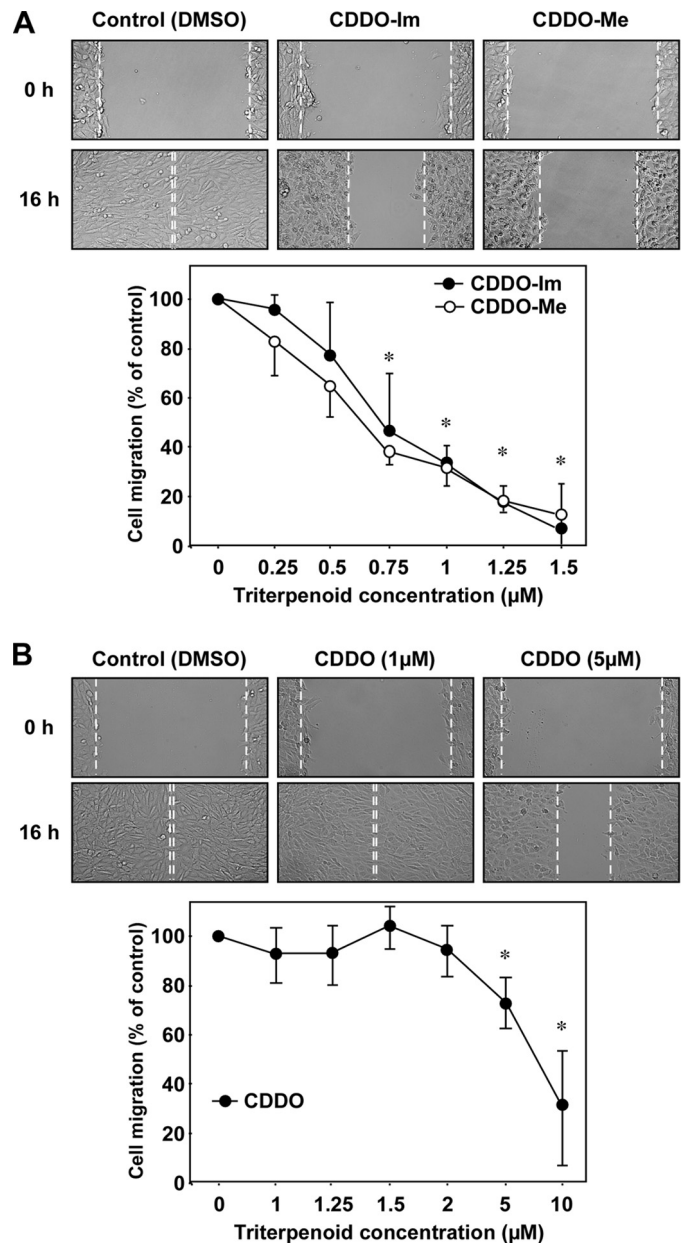 A
Control (DMSO) CDDO-Im CDDO-Me
0 h
16 h
Cell migration (% of control)
100
80
60
40
20
0
CDDO-Im
CDDO-Me
*
*
*
*
0 0.25 0.5 0.75 1 1.25 1.5
Triterpenoid concentration (µM)
B
Control (DMSO) CDDO (1µM) CDDO (5µM)
0 h
16 h
Cell migration (% of control)
100
80
60
40
20
0
*
*
CDDO
0 1 1.25 1.5 2 5 10
Triterpenoid concentration (µM)